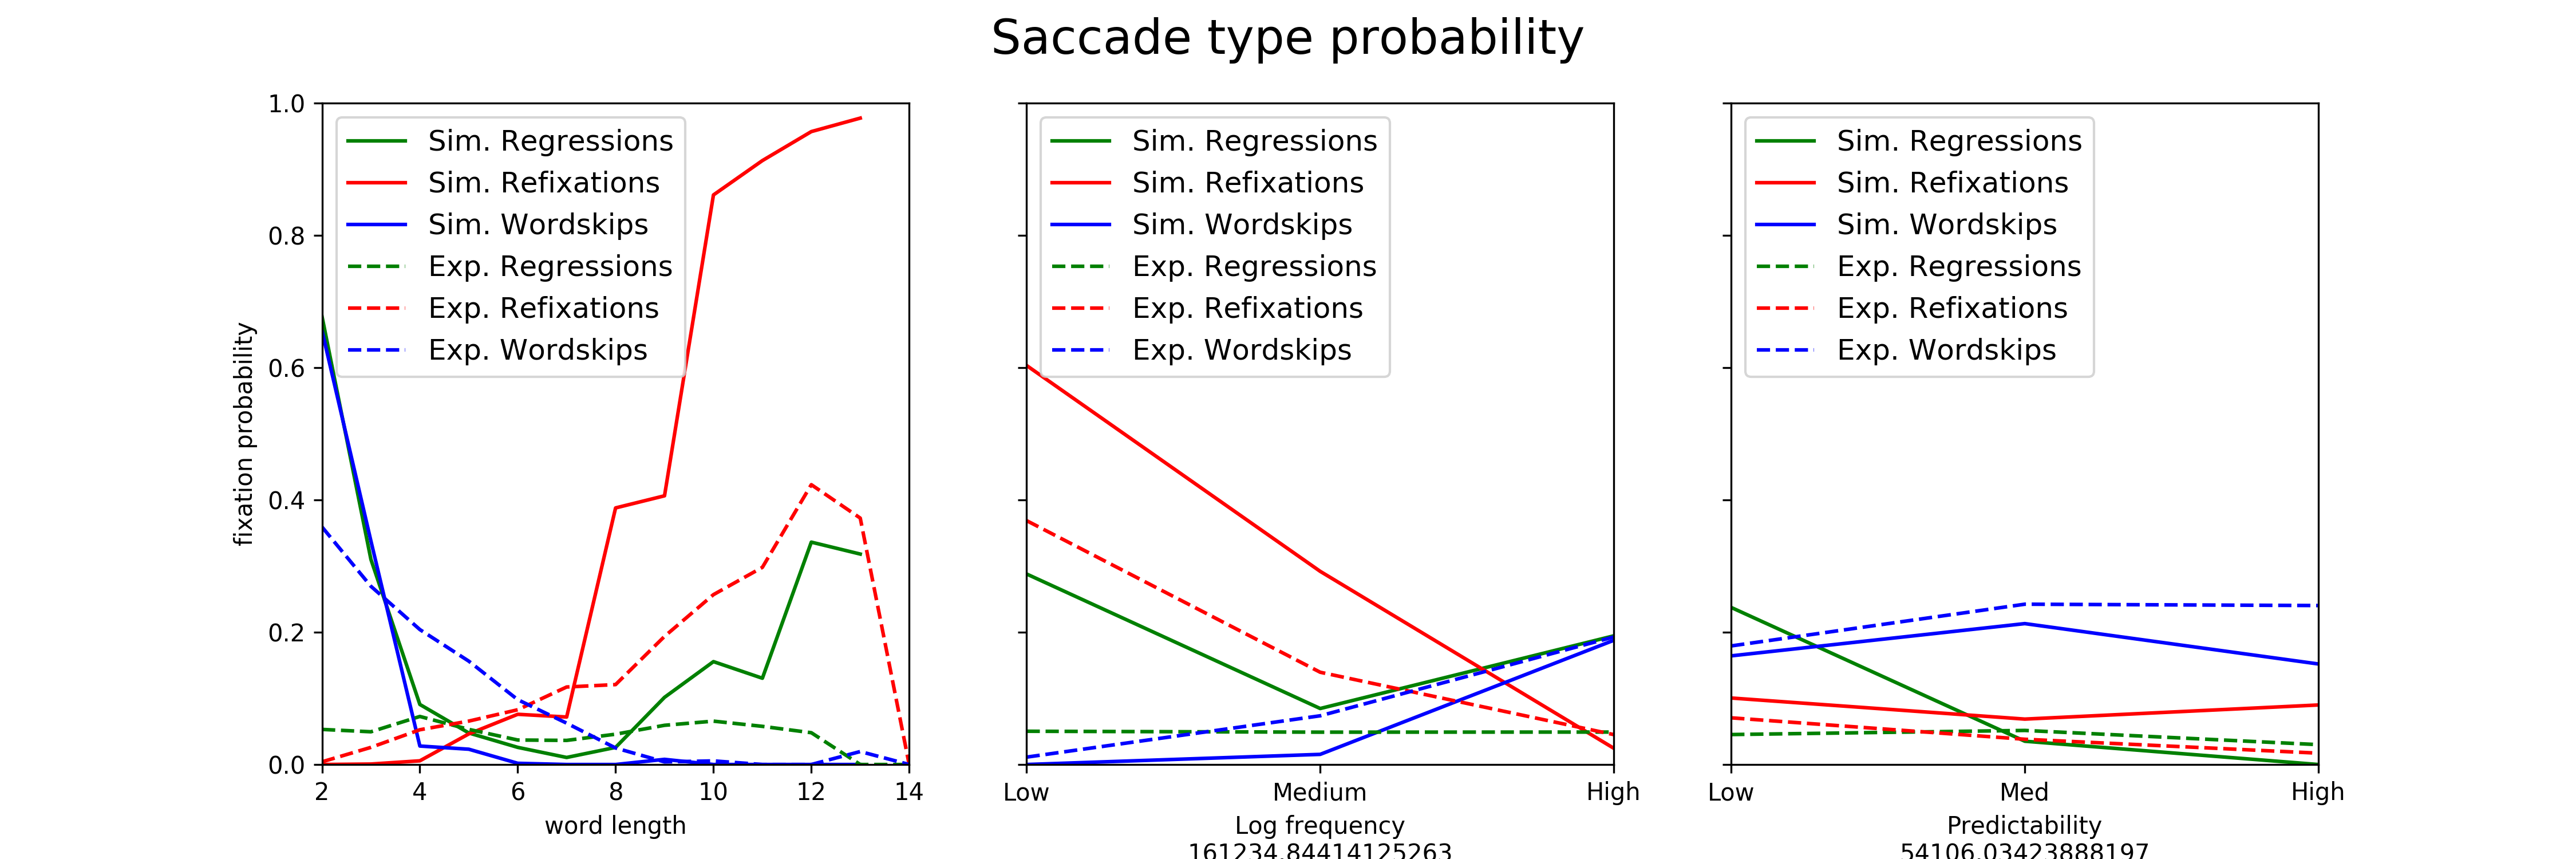 Saccade type probability
fixation probability
1.0
0.8
0.6
0.4
0.2
0.0
Sim. Regressions
Sim. Refixations
Sim. Wordskips
Exp. Regressions
Exp. Refixations
Exp. Wordskips
2 4 6 8 10 12 14
word length
Sim. Regressions
Sim. Refixations
Sim. Wordskips
Exp. Regressions
Exp. Refixations
Exp. Wordskips
Low Medium High
Log frequency
161234.84414125263
Sim. Regressions
Sim. Refixations
Sim. Wordskips
Exp. Regressions
Exp. Refixations
Exp. Wordskips
Low Med High
Predictability
54106.03423888197